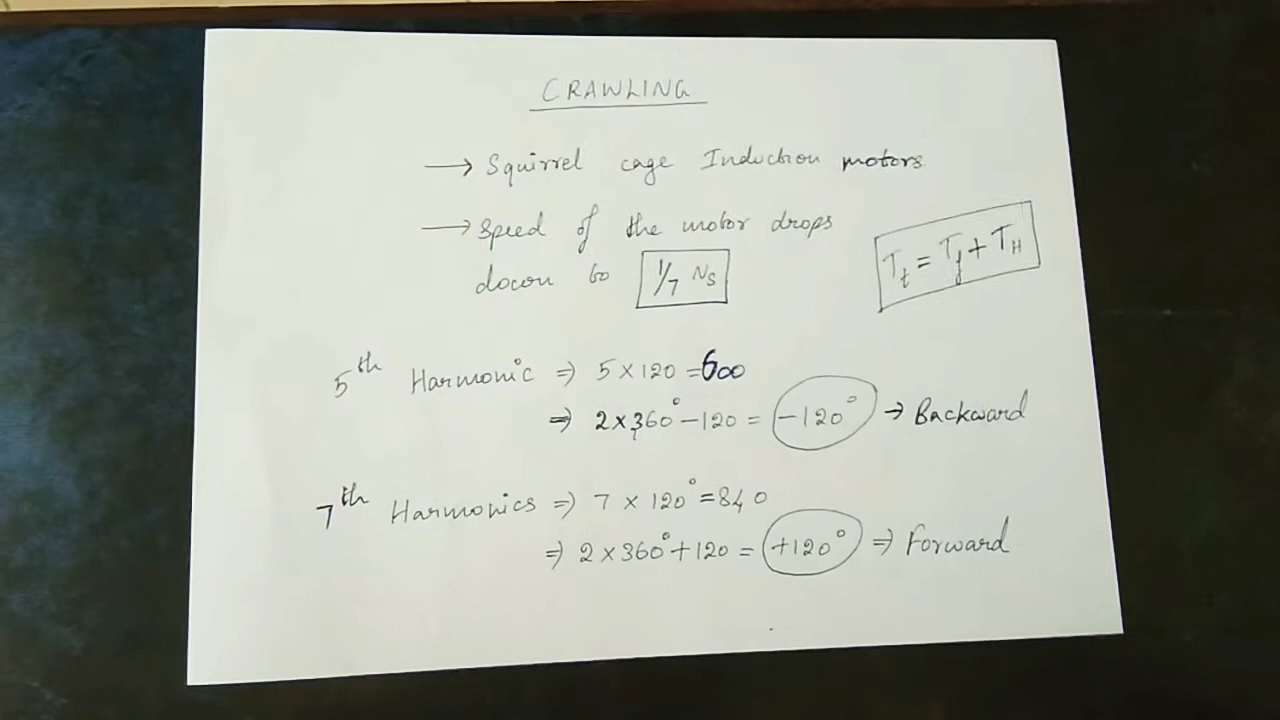 CRAWLING
→ Squirrel cage Induction motors
→ Speed of the motor drops
down to 1/7 Ns
Tt = Tf + TH
5th Harmonic ⇒ 5 × 120 = 600
⇒ 2 × 360° − 120 = −120° → Backward
7th Harmonics ⇒ 7 × 120° = 840
⇒ 2 × 360° + 120 = +120° ⇒ Forward